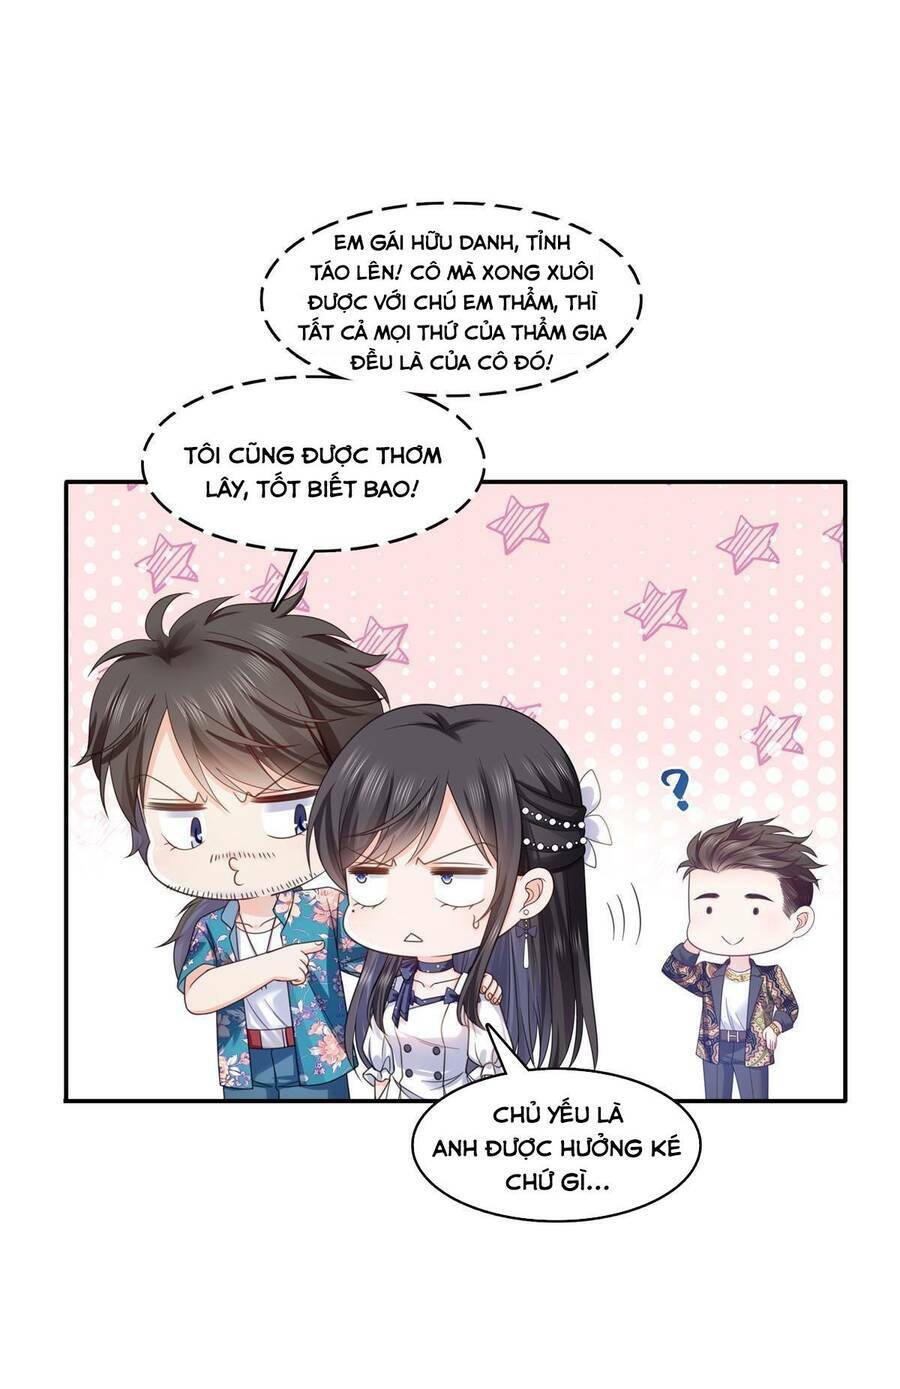 EM GÁI HỮU DANH, TỈNH
TÁO LÊN! CÔ MÀ XONG XUÔI
ĐƯỢC VỚI CHÚ EM THẨM, THÌ
TẤT CẢ MỌI THỨ CỦA THẨM GIA
ĐỀU LÀ CỦA CÔ ĐÓ!
TÔI CŨNG ĐƯỢC THƠM
LÂY, TỐT BIẾT BAO!
?
CHỦ YẾU LÀ
ANH ĐƯỢC HƯỞNG KÉ
CHỨ GÌ...